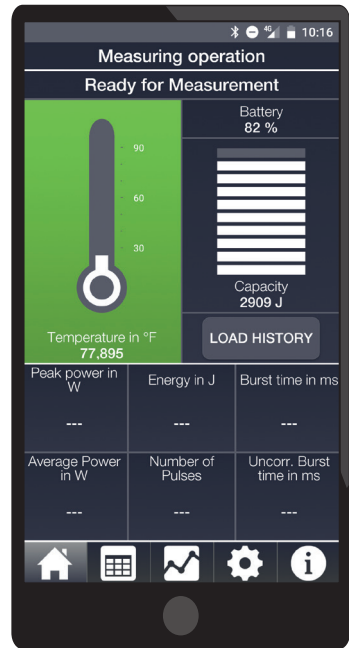 4G 10:16
Measuring operation
Ready for Measurement
Battery
82 %
90
60
30
Capacity
2909 J
Temperature in °F
77,895
LOAD HISTORY
Peak power in
W
---
Energy in J
---
Burst time in ms
---
Average Power
in W
---
Number of
Pulses
---
Uncorr. Burst
time in ms
---
i